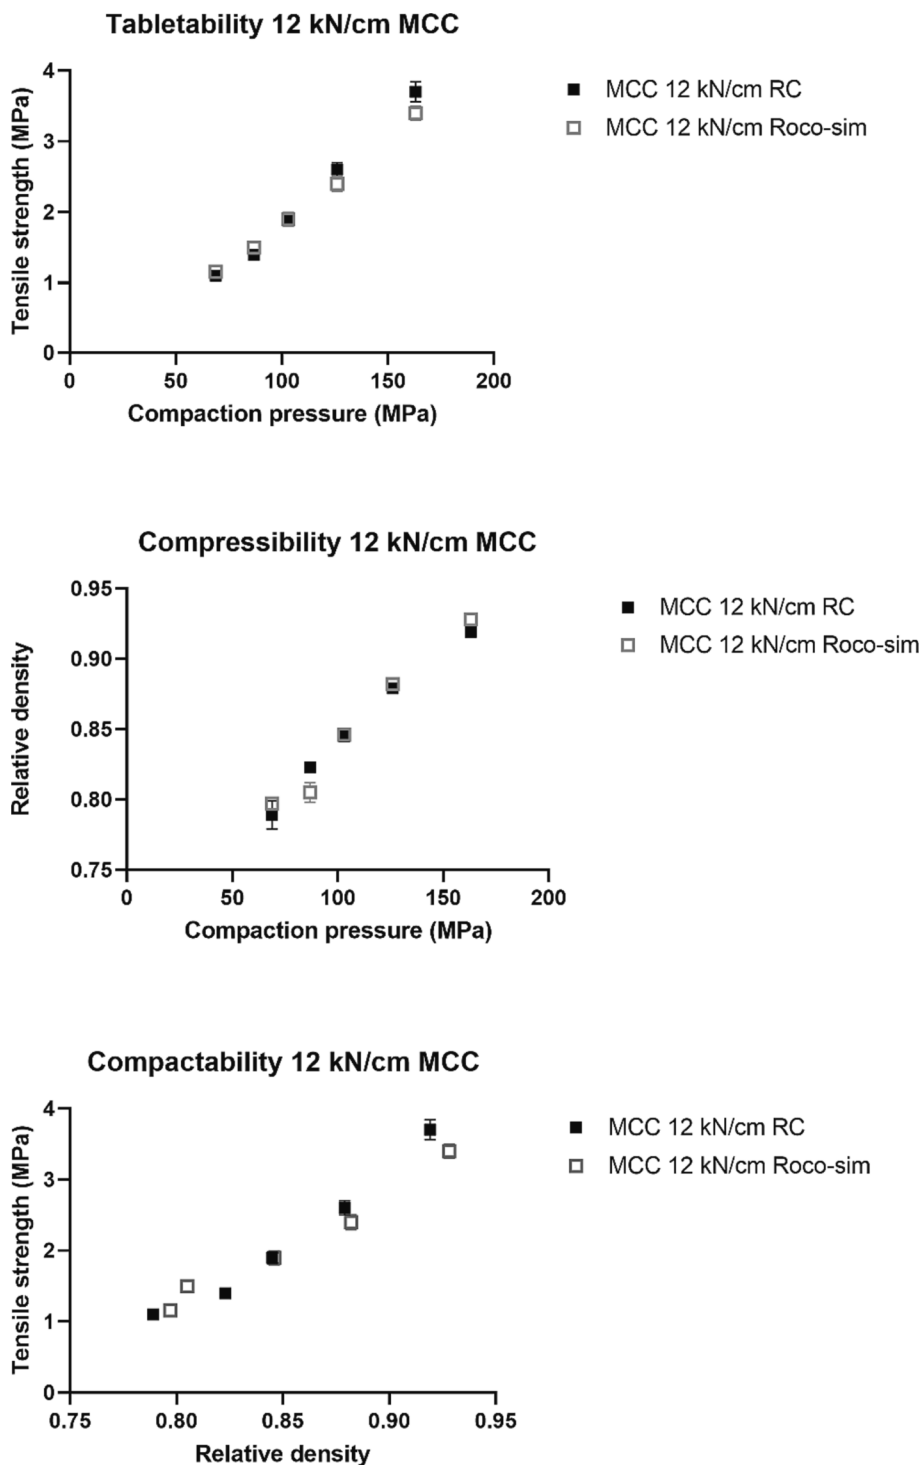 Tabletability 12 kN/cm MCC
4
3
2
1
0
Tensile strength (MPa)
0 50 100 150 200
Compaction pressure (MPa)
MCC 12 kN/cm RC
MCC 12 kN/cm Roco-sim
Compressibility 12 kN/cm MCC
0.95
0.90
0.85
0.80
0.75
Relative density
0 50 100 150 200
Compaction pressure (MPa)
MCC 12 kN/cm RC
MCC 12 kN/cm Roco-sim
Compactability 12 kN/cm MCC
4
3
2
1
0
Tensile strength (MPa)
0.75 0.80 0.85 0.90 0.95
Relative density
MCC 12 kN/cm RC
MCC 12 kN/cm Roco-sim